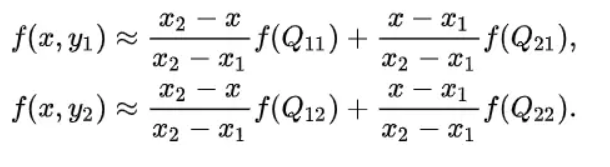 f(x, y₁) ≈ (x₂ − x)/(x₂ − x₁) f(Q₁₁) + (x − x₁)/(x₂ − x₁) f(Q₂₁),
f(x, y₂) ≈ (x₂ − x)/(x₂ − x₁) f(Q₁₂) + (x − x₁)/(x₂ − x₁) f(Q₂₂).